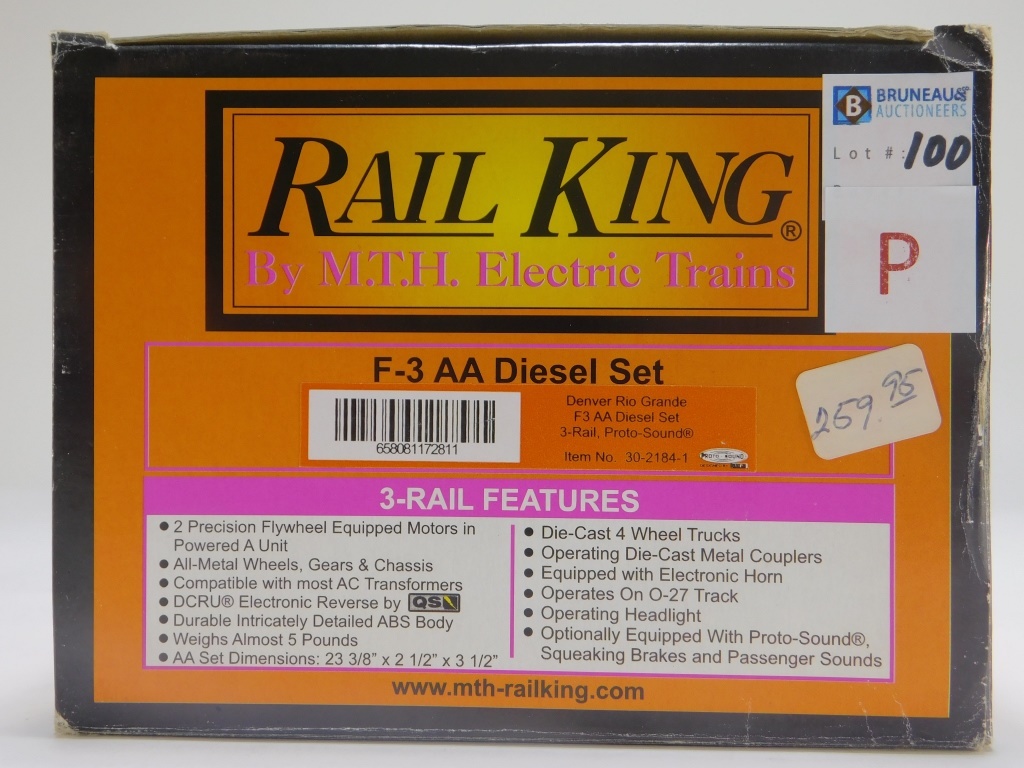 RAIL KING®
By M.T.H. Electric Trains
B BRUNEAU &
AUCTIONEERS
Lot #: 100
P
F-3 AA Diesel Set
Denver Rio Grande
F3 AA Diesel Set
3-Rail, Proto-Sound®
Item No. 30-2184-1
PROTO-SOUND
658081172811
259.95
3-RAIL FEATURES
● 2 Precision Flywheel Equipped Motors in
Powered A Unit
● All-Metal Wheels, Gears & Chassis
● Compatible with most AC Transformers
● DCRU® Electronic Reverse by QSI
● Durable Intricately Detailed ABS Body
● Weighs Almost 5 Pounds
● AA Set Dimensions: 23 3/8" x 2 1/2" x 3 1/2"
● Die-Cast 4 Wheel Trucks
● Operating Die-Cast Metal Couplers
● Equipped with Electronic Horn
● Operates On O-27 Track
● Operating Headlight
● Optionally Equipped With Proto-Sound®,
Squeaking Brakes and Passenger Sounds
www.mth-railking.com